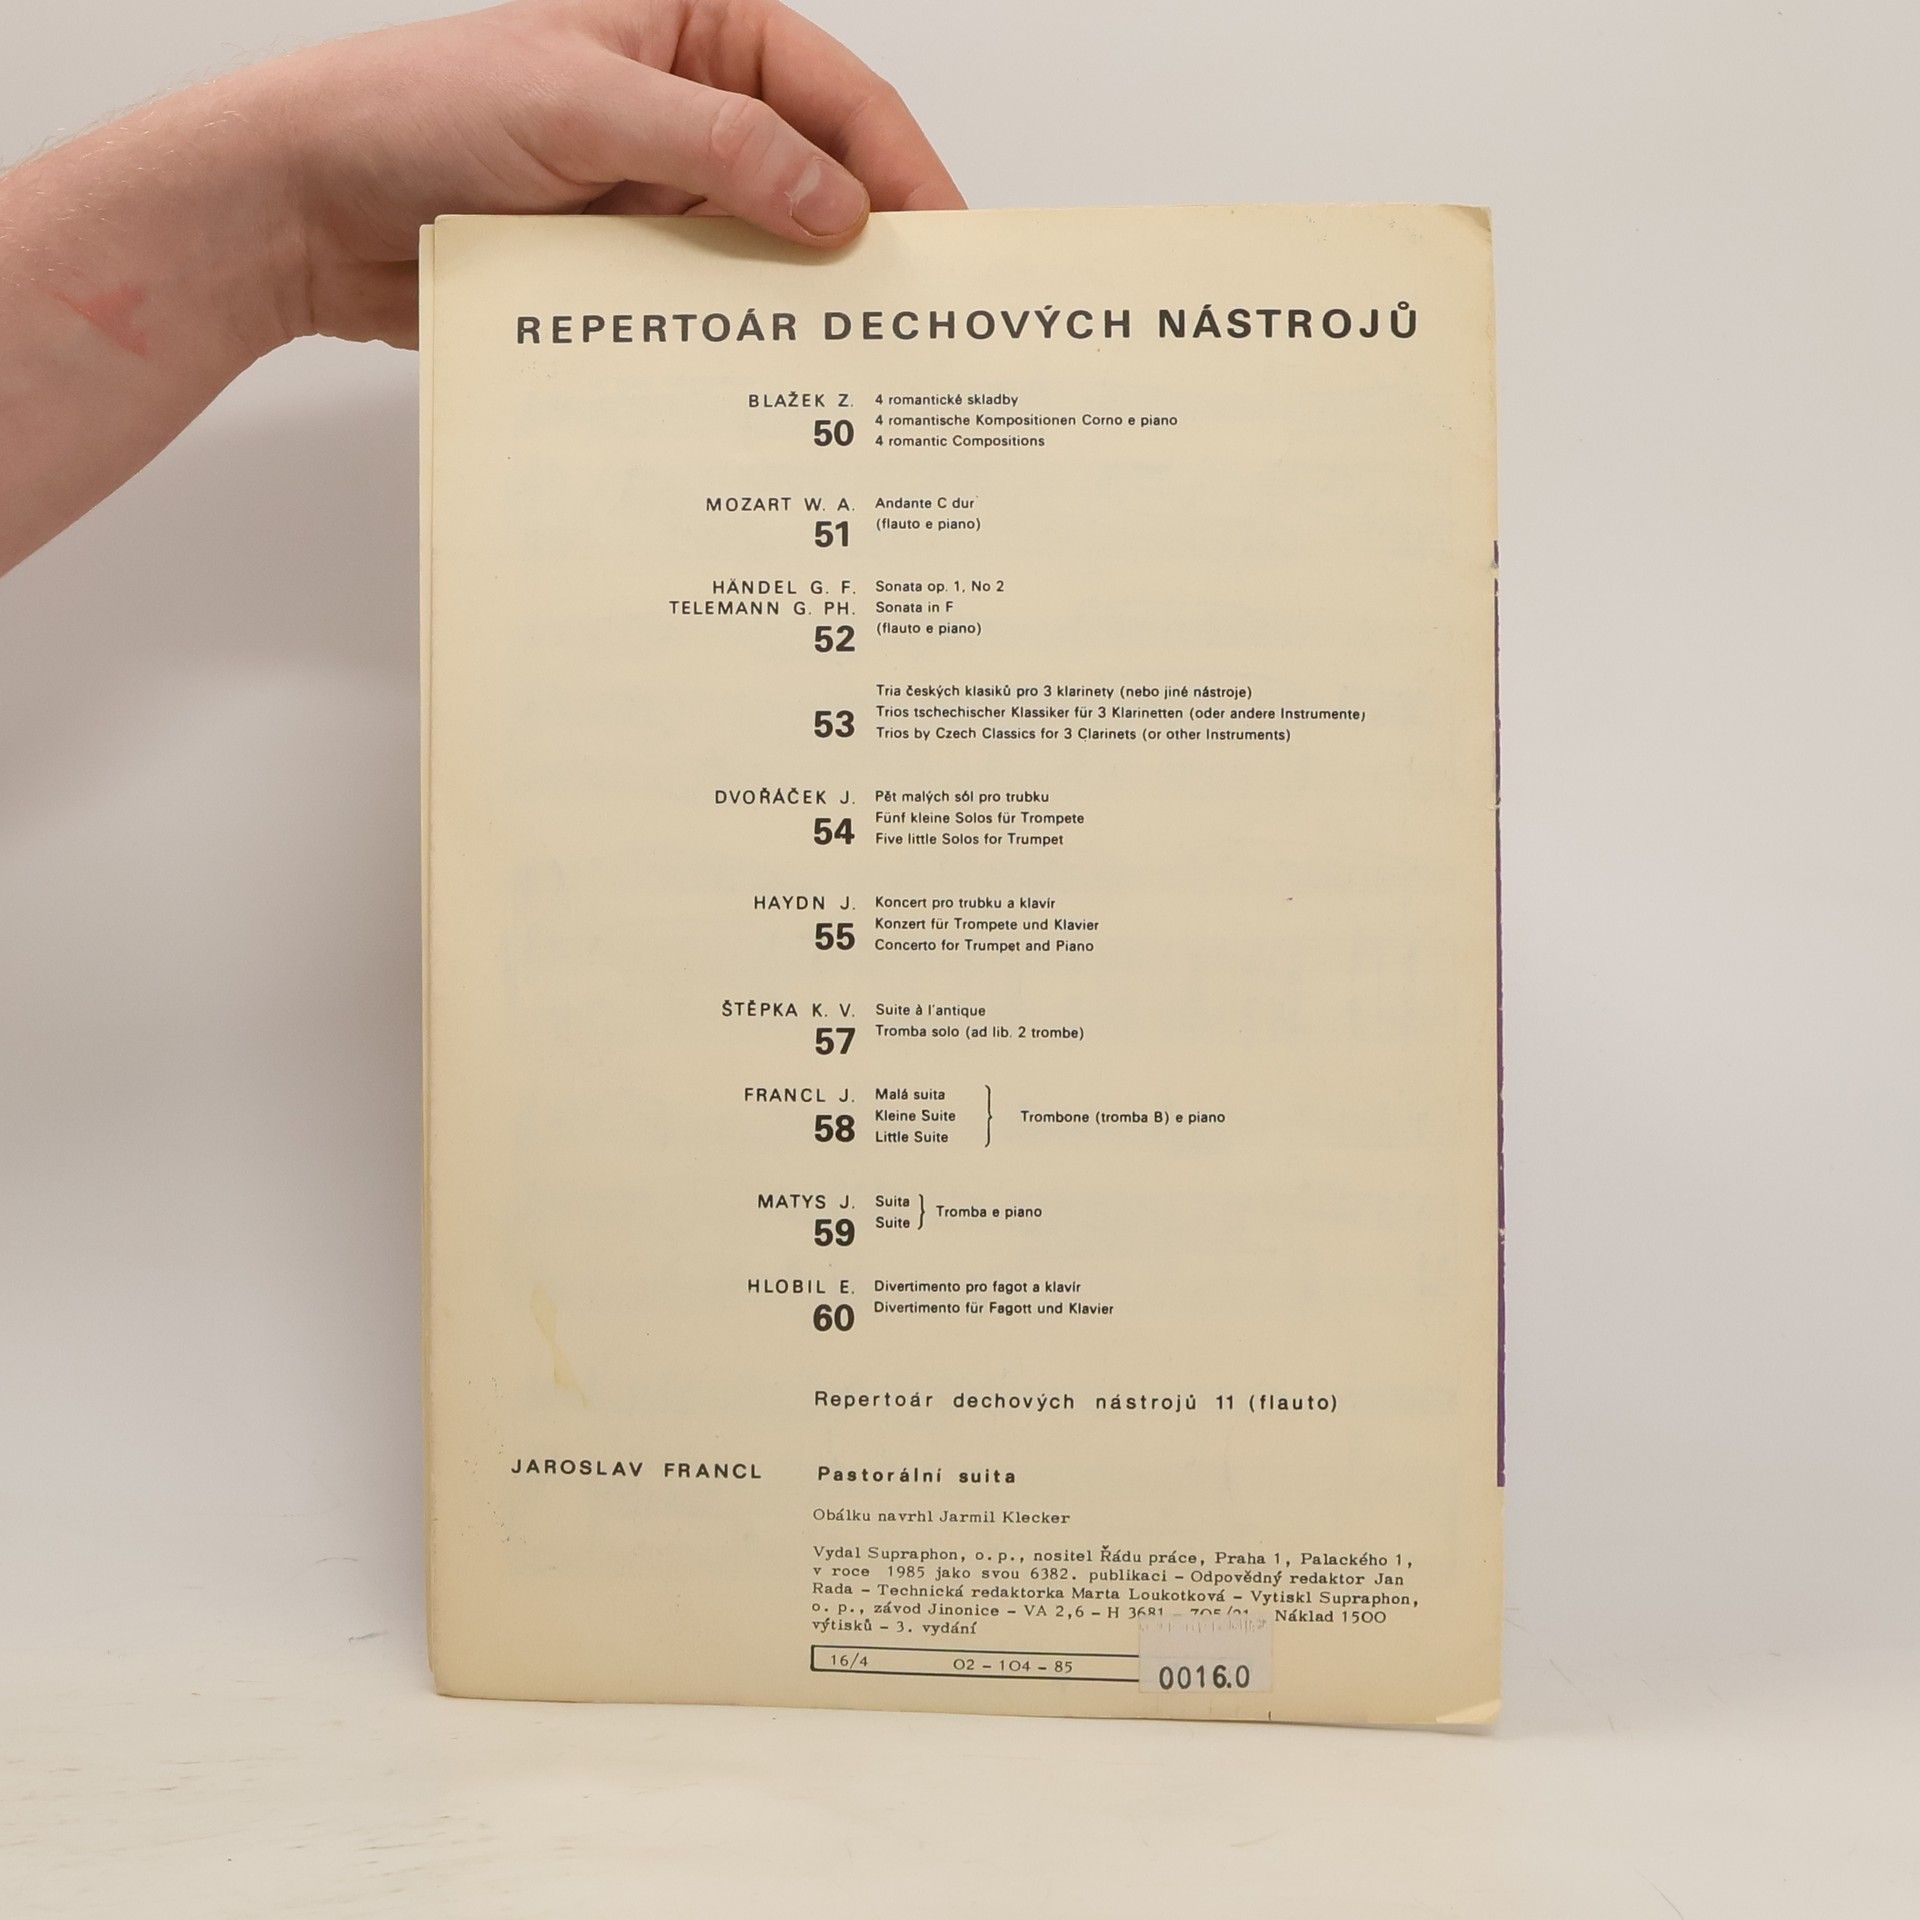 REPERTOÁR DECHOVÝCH NÁSTROJŮ
BLAŽEK Z. 4 romantické skladby
50 4 romantische Kompositionen Corno e piano
4 romantic Compositions
MOZART W. A. Andante C dur
51 (flauto e piano)
HÄNDEL G. F. Sonata op. 1, No 2
TELEMANN G. PH. Sonata in F
52 (flauto e piano)
Tria českých klasiků pro 3 klarinety (nebo jiné nástroje)
53 Trios tschechischer Klassiker für 3 Klarinetten (oder andere Instrumente)
Trios by Czech Classics for 3 Clarinets (or other Instruments)
DVOŘÁČEK J. Pět malých sól pro trubku
54 Fünf kleine Solos für Trompete
Five little Solos for Trumpet
HAYDN J. Koncert pro trubku a klavír
55 Konzert für Trompete und Klavier
Concerto for Trumpet and Piano
ŠTĚPKA K. V. Suite à l'antique
57 Tromba solo (ad lib. 2 trombe)
FRANCL J. Malá suita
58 Kleine Suite } Trombone (tromba B) e piano
Little Suite
MATYS J. Suita } Tromba e piano
59 Suite
HLOBIL E. Divertimento pro fagot a klavír
60 Divertimento für Fagott und Klavier
Repertoár dechových nástrojů 11 (flauto)
JAROSLAV FRANCL Pastorální suita
Obálku navrhl Jarmil Klecker
Vydal Supraphon, o. p., nositel Řádu práce, Praha 1, Palackého 1,
v roce 1985 jako svou 6382. publikaci – Odpovědný redaktor Jan
Rada – Technická redaktorka Marta Loukotková – Vytiskl Supraphon,
o. p., závod Jinonice – VA 2,6 – H 3681 – Náklad 1500
výtisků – 3. vydání
16/4 02 – 104 – 85
0016.0